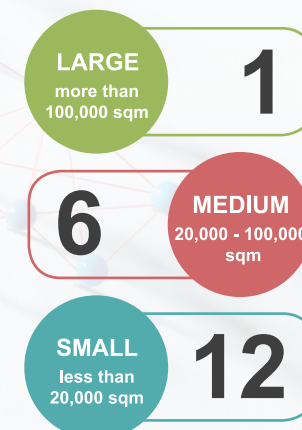 LARGE
more than
100,000 sqm
1
6
MEDIUM
20,000 - 100,000
sqm
SMALL
less than
20,000 sqm
12